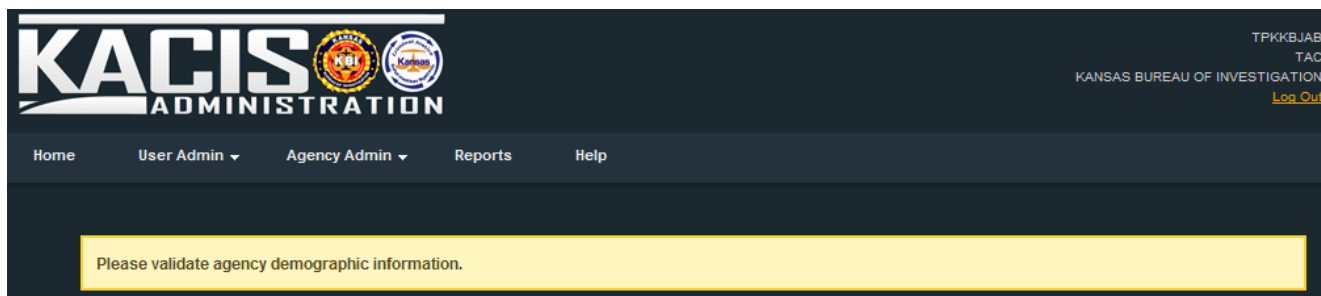 KACIS
ADMINISTRATION
KANSAS
KBI
Kansas
TPKKBJAB
TAC
KANSAS BUREAU OF INVESTIGATION
Log Out
Home User Admin Agency Admin Reports Help
Please validate agency demographic information.